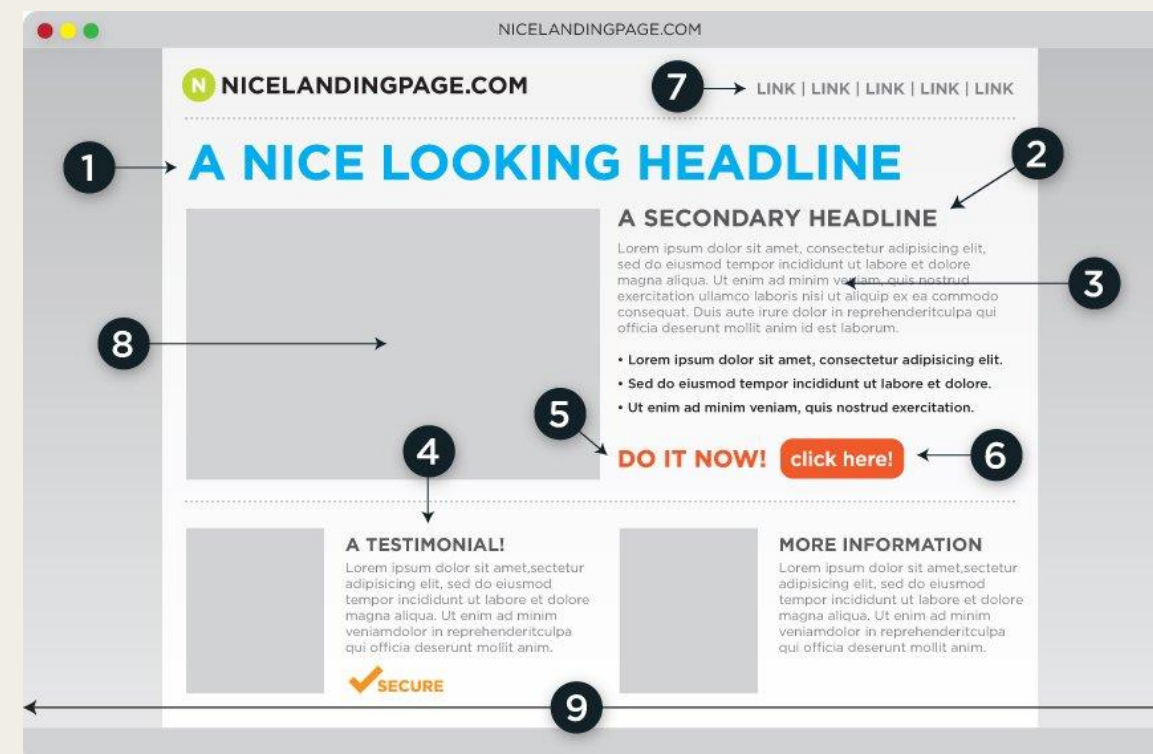 NICELANDINGPAGE.COM
N NICELANDINGPAGE.COM
7
LINK | LINK | LINK | LINK | LINK
1
A NICE LOOKING HEADLINE
2
A SECONDARY HEADLINE
Lorem ipsum dolor sit amet, consectetur adipisicing elit,
sed do eiusmod tempor incididunt ut labore et dolore
magna aliqua. Ut enim ad minim veniam, quis nostrud
exercitation ullamco laboris nisi ut aliquip ex ea commodo
consequat. Duis aute irure dolor in reprehenderitculpa qui
officia deserunt mollit anim id est laborum.
3
8
• Lorem ipsum dolor sit amet, consectetur adipisicing elit.
• Sed do eiusmod tempor incididunt ut labore et dolore.
• Ut enim ad minim veniam, quis nostrud exercitation.
5
DO IT NOW! click here!
6
4
A TESTIMONIAL!
Lorem ipsum dolor sit amet,sectetur
adipisicing elit, sed do eiusmod
tempor incididunt ut labore et dolore
magna aliqua. Ut enim ad minim
veniamdolor in reprehenderitculpa
qui officia deserunt mollit anim.
SECURE
MORE INFORMATION
Lorem ipsum dolor sit amet,sectetur
adipisicing elit, sed do eiusmod
tempor incididunt ut labore et dolore
magna aliqua. Ut enim ad minim
veniamdolor in reprehenderitculpa
qui officia deserunt mollit anim.
9